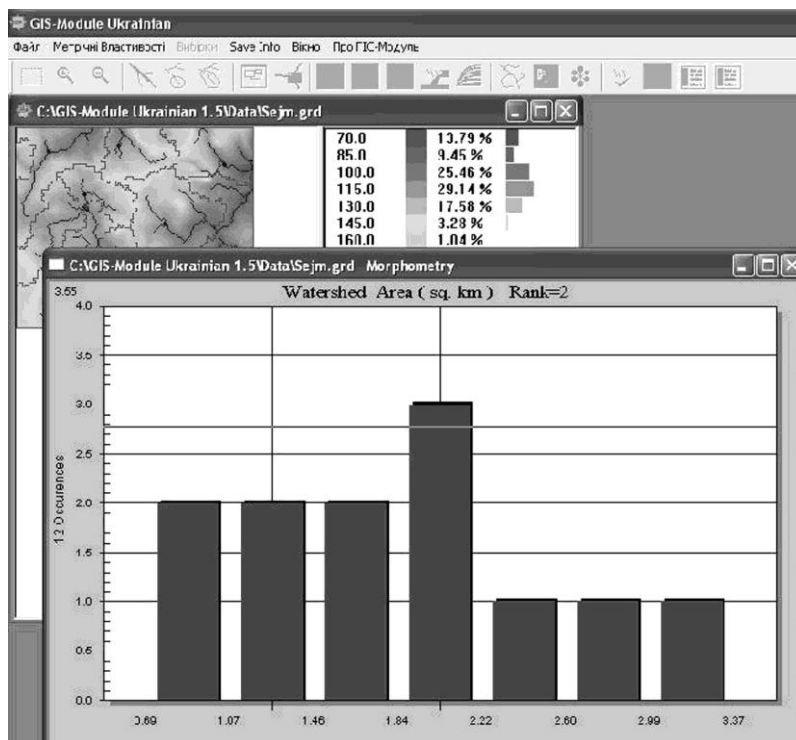 GIS-Module Ukrainian
Файл Метричні Властивості Вибірки Save Info Вікно Про ГІС-Модуль
C:\GIS-Module Ukrainian 1.5\Data\Sejm.grd
70.0 13.79 %
85.0 9.45 %
100.0 25.46 %
115.0 29.14 %
130.0 17.58 %
145.0 3.28 %
160.0 1.04 %
C:\GIS-Module Ukrainian 1.5\Data\Sejm.grd Morphometry
3.55 Watershed Area ( sq. km ) Rank=2
4.0
3.5
3.0
2.5
2.0
1.5
1.0
0.5
0.0
12 Occurences
0.69 1.07 1.46 1.84 2.22 2.60 2.99 3.37